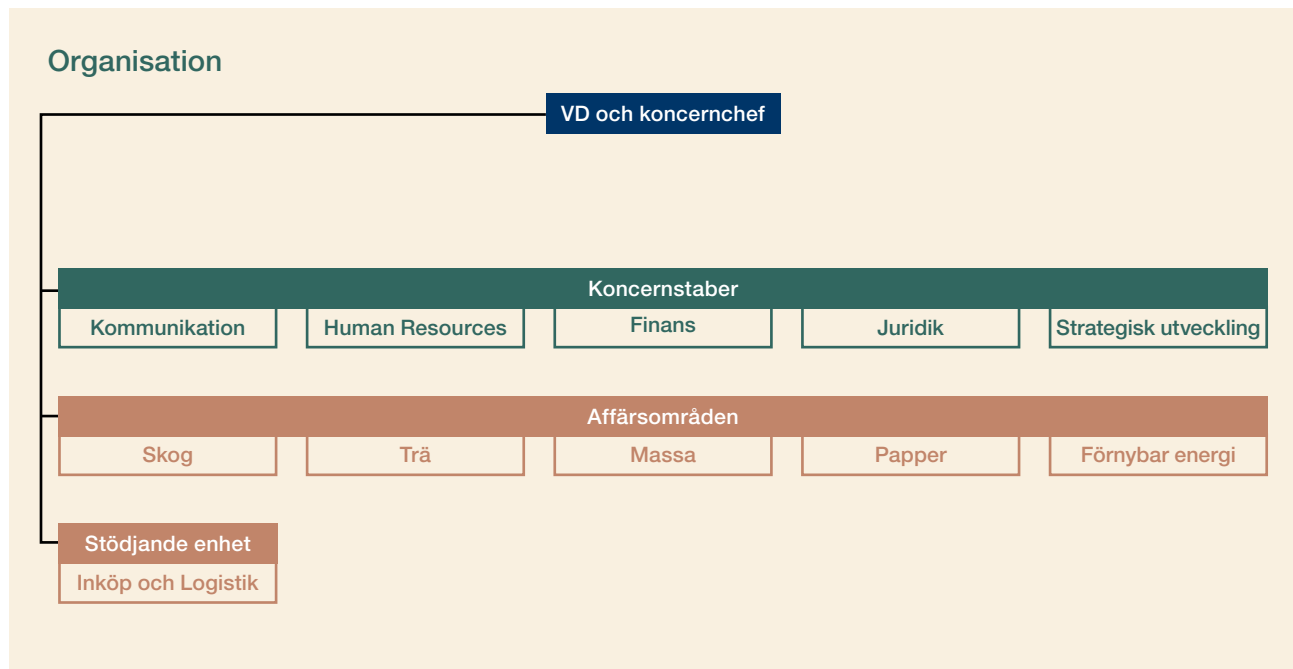 Organisation
VD och koncernchef
Koncernstaber
Kommunikation
Human Resources
Finans
Juridik
Strategisk utveckling
Affärsområden
Skog
Trä
Massa
Papper
Förnybar energi
Stödjande enhet
Inköp och Logistik